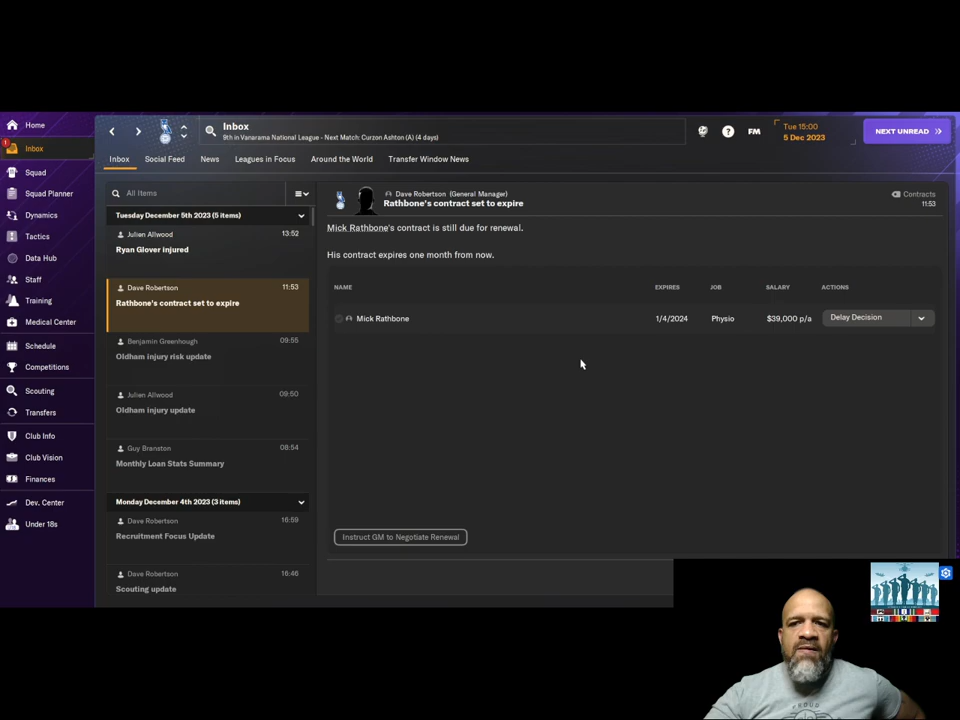 Home
Inbox
9th in Vanarama National League - Next Match: Curzon Ashton (A) (4 days)
FM
Tue 15:00
5 Dec 2023
NEXT UNREAD
1
Inbox
Squad
Squad Planner
Dynamics
Tactics
Data Hub
Staff
Training
Medical Center
Schedule
Competitions
Scouting
Transfers
Club Info
Club Vision
Finances
Dev. Center
Under 18s
Inbox Social Feed News Leagues in Focus Around the World Transfer Window News
All Items
Tuesday December 5th 2023 (5 items)
Julien Allwood 13:52
Ryan Glover injured
Dave Robertson 11:53
Rathbone's contract set to expire
Benjamin Greenhough 09:55
Oldham injury risk update
Julien Allwood 09:50
Oldham injury update
Guy Branston 08:54
Monthly Loan Stats Summary
Monday December 4th 2023 (3 items)
Dave Robertson 16:59
Recruitment Focus Update
Dave Robertson 16:46
Scouting update
Dave Robertson (General Manager)
Rathbone's contract set to expire
Contracts
11:53
Mick Rathbone's contract is still due for renewal.
His contract expires one month from now.
NAME EXPIRES JOB SALARY ACTIONS
Mick Rathbone 1/4/2024 Physio $39,000 p/a Delay Decision
Instruct GM to Negotiate Renewal
PROUD